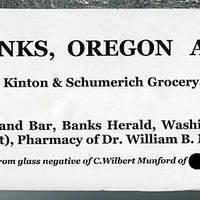 NKS, OREGON A
Kinton & Schumerich Grocery,
and Bar, Banks Herald, Washi
t), Pharmacy of Dr. William B.
rom glass negative of C.Wilbert Munford of